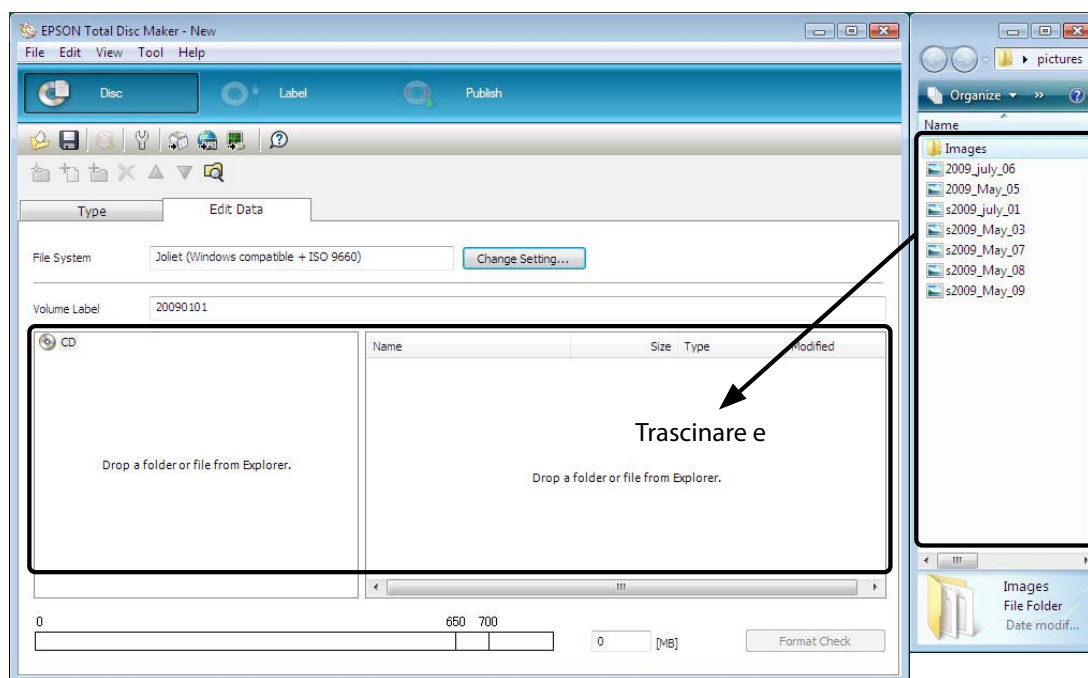 EPSON Total Disc Maker - New
File Edit View Tool Help
Disc Label Publish
Type Edit Data
File System Joliet (Windows compatible + ISO 9660) Change Setting...
Volume Label 20090101
CD
Drop a folder or file from Explorer.
Name Size Type Modified
Trascinare e
Drop a folder or file from Explorer.
0 650 700
0 [MB] Format Check
pictures
Organize »
Name
Images
2009_july_06
2009_May_05
s2009_july_01
s2009_May_03
s2009_May_07
s2009_May_08
s2009_May_09
Images
File Folder
Date modif...